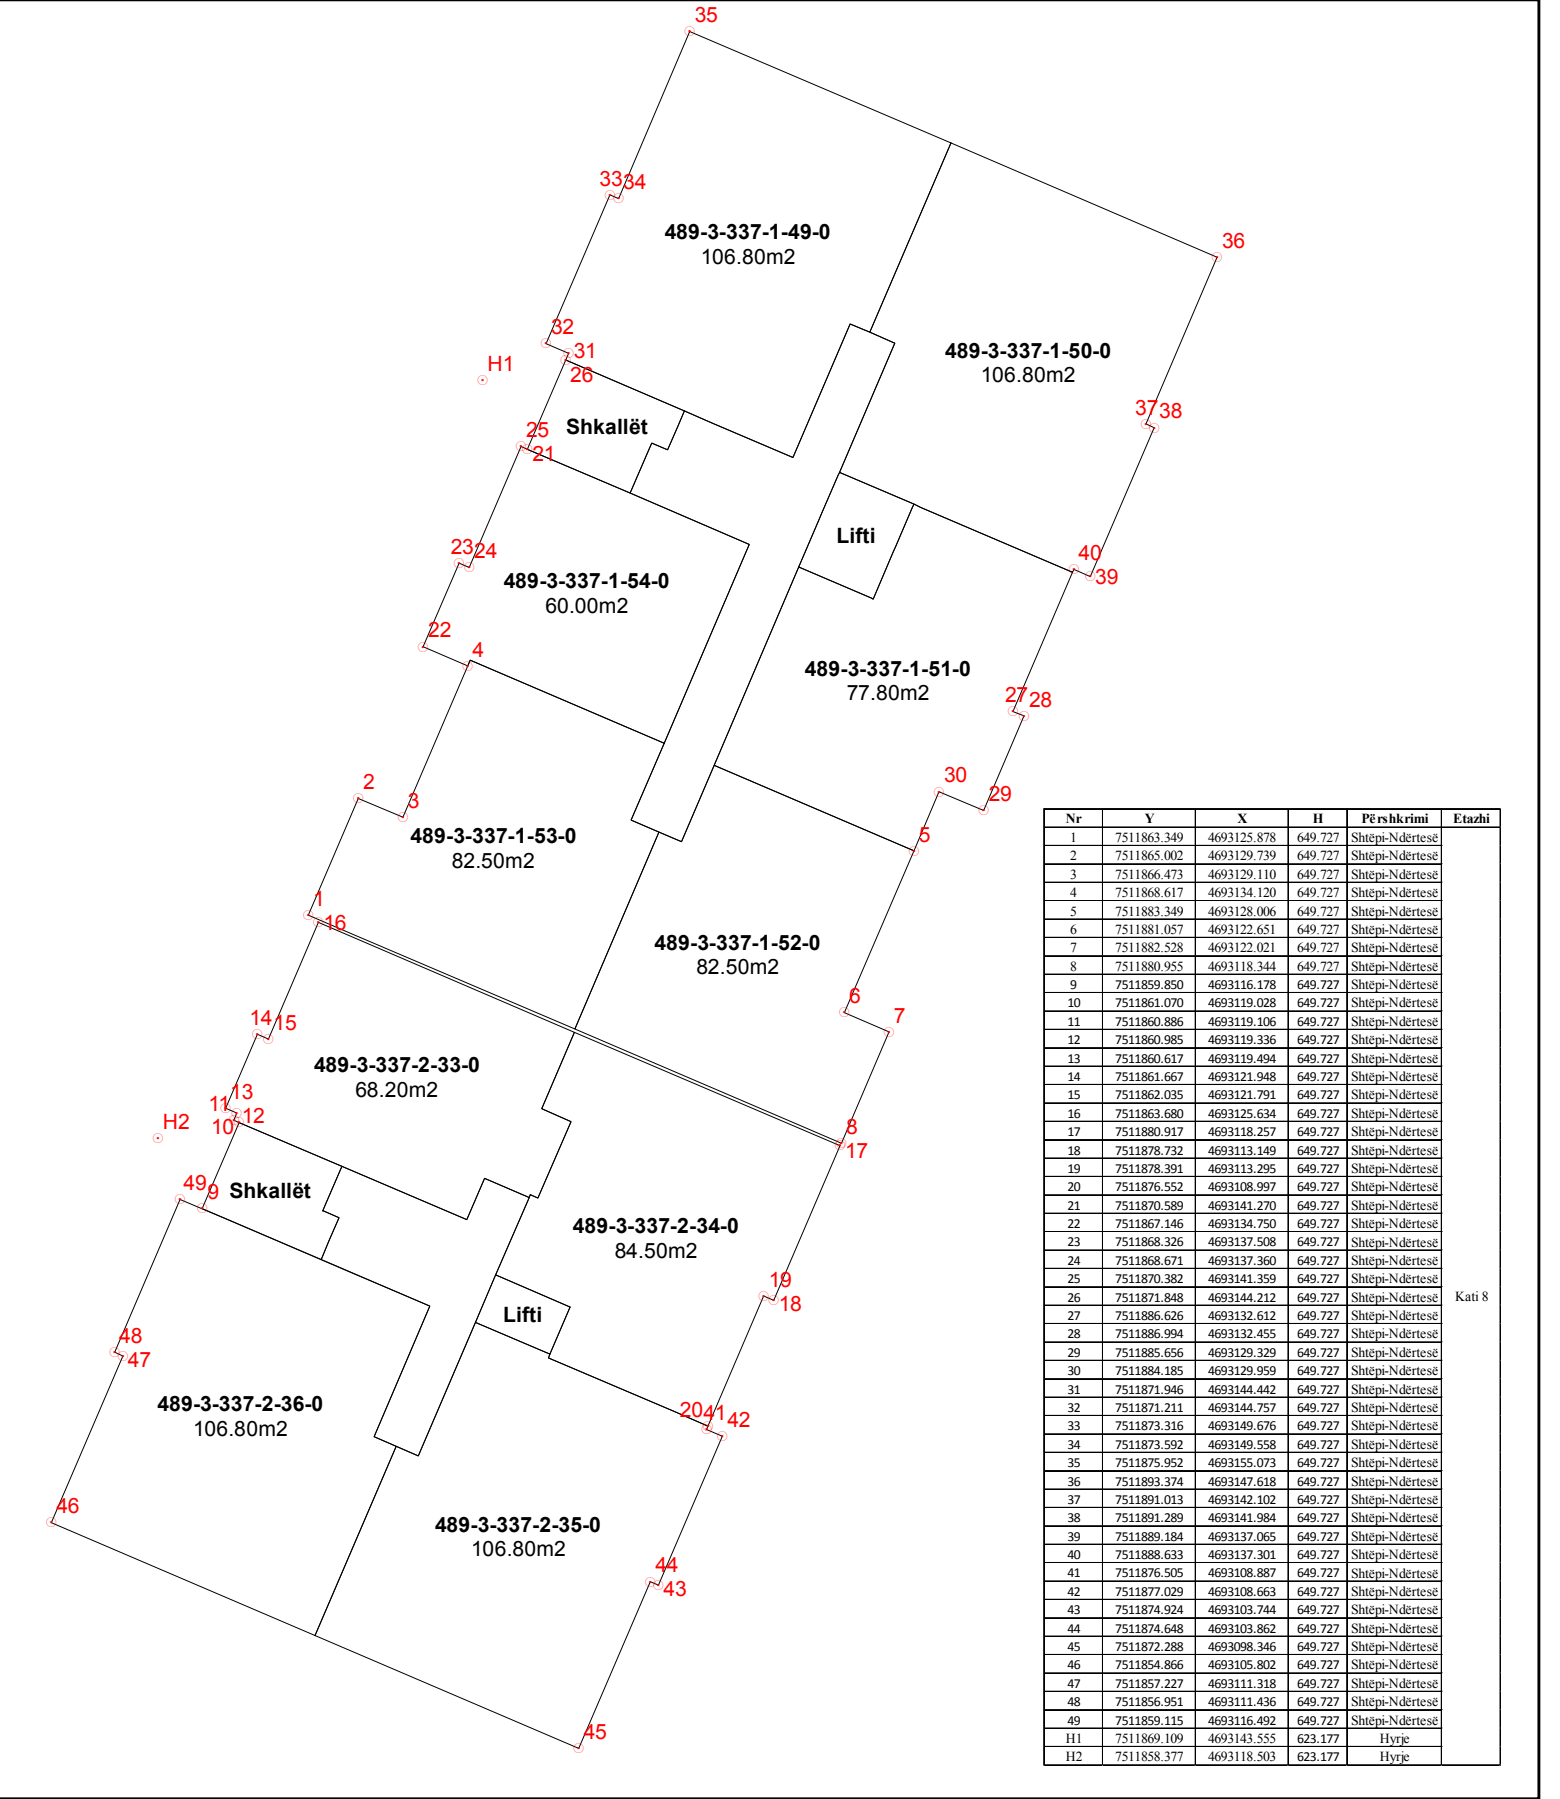 35
33 34
489-3-337-1-49-0
106.80m2
36
32
31
H1
26
489-3-337-1-50-0
106.80m2
37 38
25
21
Shkallët
Lifti
40
39
23 24
489-3-337-1-54-0
60.00m2
22
4
489-3-337-1-51-0
77.80m2
27 28
30
29
2
3
5
489-3-337-1-53-0
82.50m2
1
16
489-3-337-1-52-0
82.50m2
6
7
14 15
489-3-337-2-33-0
68.20m2
13
11
12
10
H2
8
17
49 9
Shkallët
489-3-337-2-34-0
84.50m2
19
18
Lifti
48
47
489-3-337-2-36-0
106.80m2
20 41 42
46
489-3-337-2-35-0
106.80m2
44
43
45
Nr Y X H Përshkrimi Etazhi
1 7511863.349 4693125.878 649.727 Shtëpi-Ndërtesë
2 7511865.002 4693129.739 649.727 Shtëpi-Ndërtesë
3 7511866.473 4693129.110 649.727 Shtëpi-Ndërtesë
4 7511868.617 4693134.120 649.727 Shtëpi-Ndërtesë
5 7511883.349 4693128.006 649.727 Shtëpi-Ndërtesë
6 7511881.057 4693122.651 649.727 Shtëpi-Ndërtesë
7 7511882.528 4693122.021 649.727 Shtëpi-Ndërtesë
8 7511880.955 4693118.344 649.727 Shtëpi-Ndërtesë
9 7511859.850 4693116.178 649.727 Shtëpi-Ndërtesë
10 7511861.070 4693119.028 649.727 Shtëpi-Ndërtesë
11 7511860.886 4693119.106 649.727 Shtëpi-Ndërtesë
12 7511860.985 4693119.336 649.727 Shtëpi-Ndërtesë
13 7511860.617 4693119.494 649.727 Shtëpi-Ndërtesë
14 7511861.667 4693121.948 649.727 Shtëpi-Ndërtesë
15 7511862.035 4693121.791 649.727 Shtëpi-Ndërtesë
16 7511863.680 4693125.634 649.727 Shtëpi-Ndërtesë
17 7511880.917 4693118.257 649.727 Shtëpi-Ndërtesë
18 7511878.732 4693113.149 649.727 Shtëpi-Ndërtesë
19 7511878.391 4693113.295 649.727 Shtëpi-Ndërtesë
20 7511876.552 4693108.997 649.727 Shtëpi-Ndërtesë
21 7511870.589 4693141.270 649.727 Shtëpi-Ndërtesë
22 7511867.146 4693134.750 649.727 Shtëpi-Ndërtesë
23 7511868.326 4693137.508 649.727 Shtëpi-Ndërtesë
24 7511868.671 4693137.360 649.727 Shtëpi-Ndërtesë
25 7511870.382 4693141.359 649.727 Shtëpi-Ndërtesë
26 7511871.848 4693144.212 649.727 Shtëpi-Ndërtesë Kati 8
27 7511886.626 4693132.612 649.727 Shtëpi-Ndërtesë
28 7511886.994 4693132.455 649.727 Shtëpi-Ndërtesë
29 7511885.656 4693129.329 649.727 Shtëpi-Ndërtesë
30 7511884.185 4693129.959 649.727 Shtëpi-Ndërtesë
31 7511871.946 4693144.442 649.727 Shtëpi-Ndërtesë
32 7511871.211 4693144.757 649.727 Shtëpi-Ndërtesë
33 7511873.316 4693149.676 649.727 Shtëpi-Ndërtesë
34 7511873.592 4693149.558 649.727 Shtëpi-Ndërtesë
35 7511875.952 4693155.073 649.727 Shtëpi-Ndërtesë
36 7511893.374 4693147.618 649.727 Shtëpi-Ndërtesë
37 7511891.013 4693142.102 649.727 Shtëpi-Ndërtesë
38 7511891.289 4693141.984 649.727 Shtëpi-Ndërtesë
39 7511889.184 4693137.065 649.727 Shtëpi-Ndërtesë
40 7511888.633 4693137.301 649.727 Shtëpi-Ndërtesë
41 7511876.505 4693108.887 649.727 Shtëpi-Ndërtesë
42 7511877.029 4693108.663 649.727 Shtëpi-Ndërtesë
43 7511874.924 4693103.744 649.727 Shtëpi-Ndërtesë
44 7511874.648 4693103.862 649.727 Shtëpi-Ndërtesë
45 7511872.288 4693098.346 649.727 Shtëpi-Ndërtesë
46 7511854.866 4693105.802 649.727 Shtëpi-Ndërtesë
47 7511857.227 4693111.318 649.727 Shtëpi-Ndërtesë
48 7511856.951 4693111.436 649.727 Shtëpi-Ndërtesë
49 7511859.115 4693116.492 649.727 Shtëpi-Ndërtesë
H1 7511869.109 4693143.555 623.177 Hyrje
H2 7511858.377 4693118.503 623.177 Hyrje